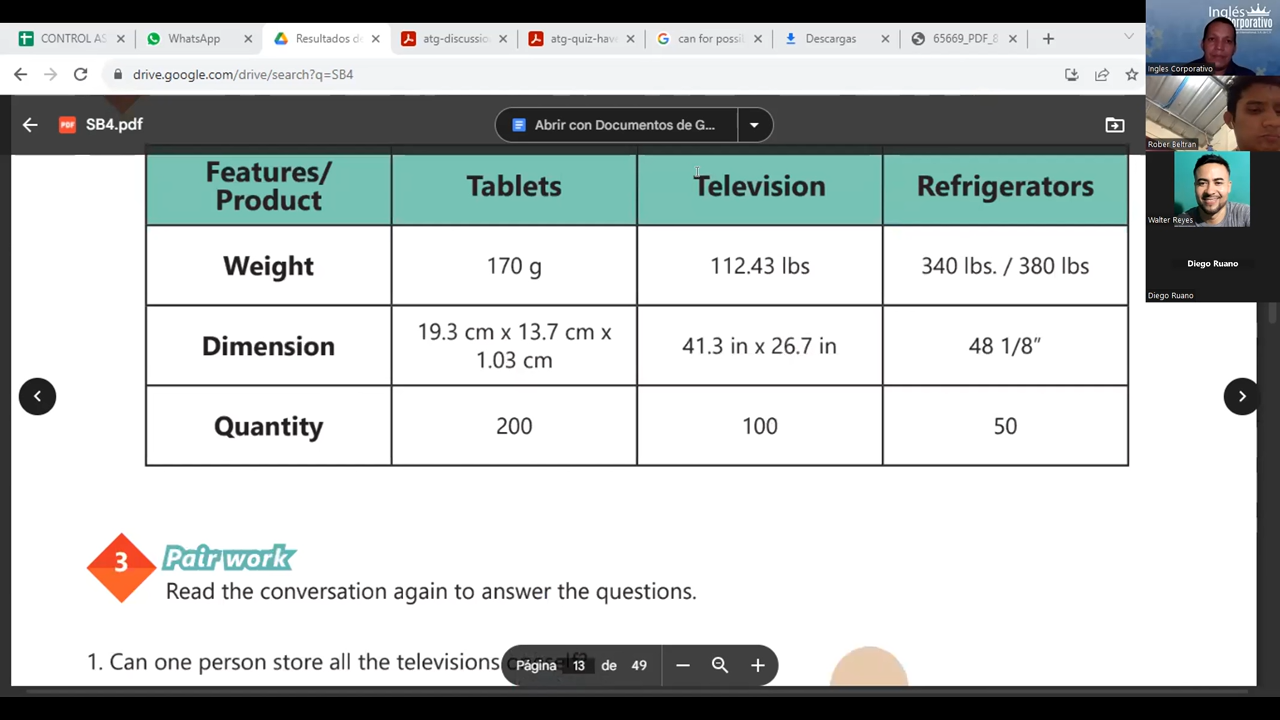 CONTROL AS
WhatsApp
Resultados de
atg-discussio
atg-quiz-hav
can for possi
Descargas
65669_PDF_
drive.google.com/drive/search?q=SB4
SB4.pdf
Abrir con Documentos de G...
Inglés
Corporativo
Ingles Corporativo
Rober Beltran
Walter Reyes
Diego Ruano
Diego Ruano
Features/ Tablets Television Refrigerators
Product
Weight 170 g 112.43 lbs 340 lbs. / 380 lbs
Dimension 19.3 cm x 13.7 cm x 1.03 cm 41.3 in x 26.7 in 48 1/8”
Quantity 200 100 50
3 Pair work
Read the conversation again to answer the questions.
1. Can one person store all the televisions
Página 13 de 49